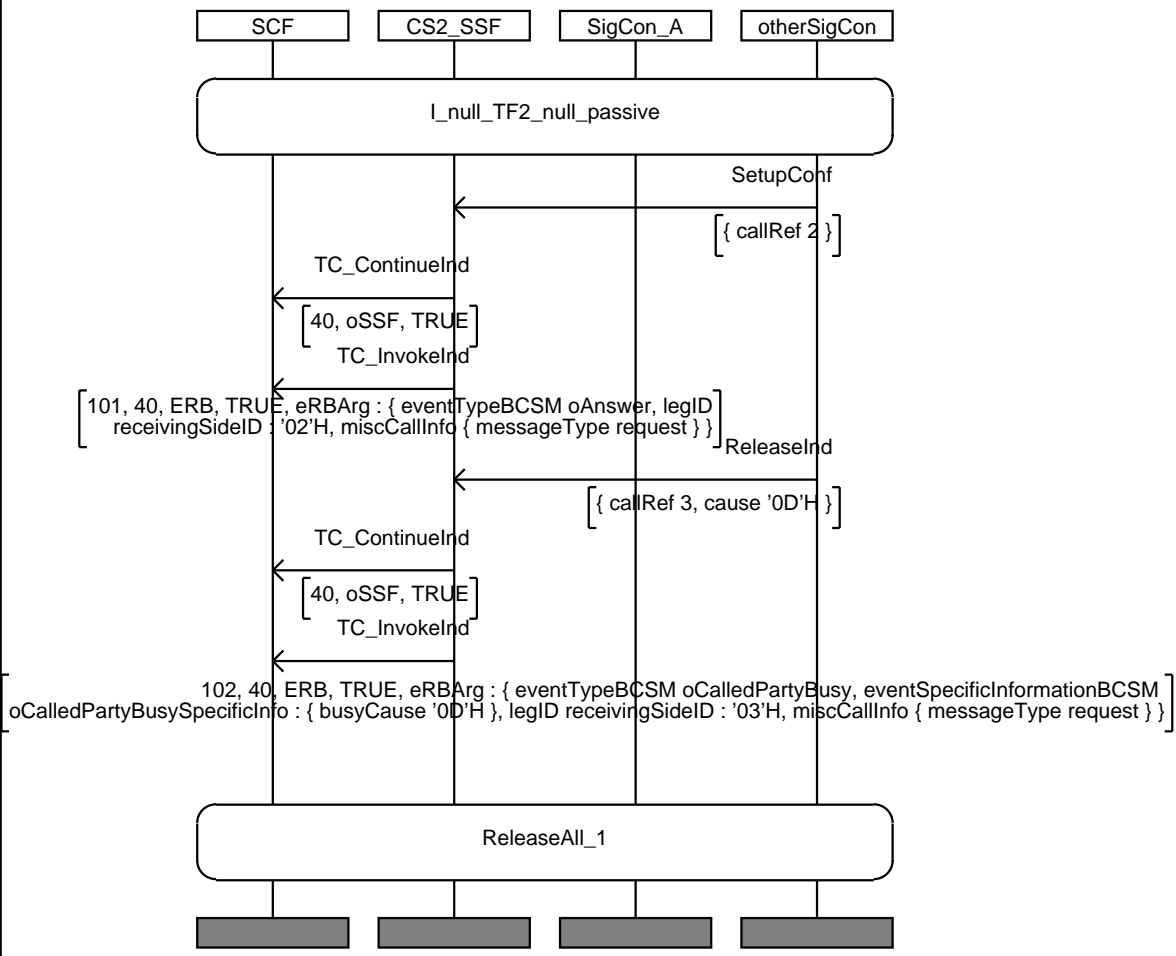 SCF CS2_SSF SigCon_A otherSigCon
I_null_TF2_null_passive
SetupConf
{ callRef 2 }
TC_ContinueInd
40, oSSF, TRUE
TC_InvokeInd
101, 40, ERB, TRUE, eRBArg : { eventTypeBCSM oAnswer, legID
receivingSideID : '02'H, miscCallInfo { messageType request } }
ReleaseInd
{ callRef 3, cause '0D'H }
TC_ContinueInd
40, oSSF, TRUE
TC_InvokeInd
102, 40, ERB, TRUE, eRBArg : { eventTypeBCSM oCalledPartyBusy, eventSpecificInformationBCSM
oCalledPartyBusySpecificInfo : { busyCause '0D'H }, legID receivingSideID : '03'H, miscCallInfo { messageType request } }
ReleaseAll_1